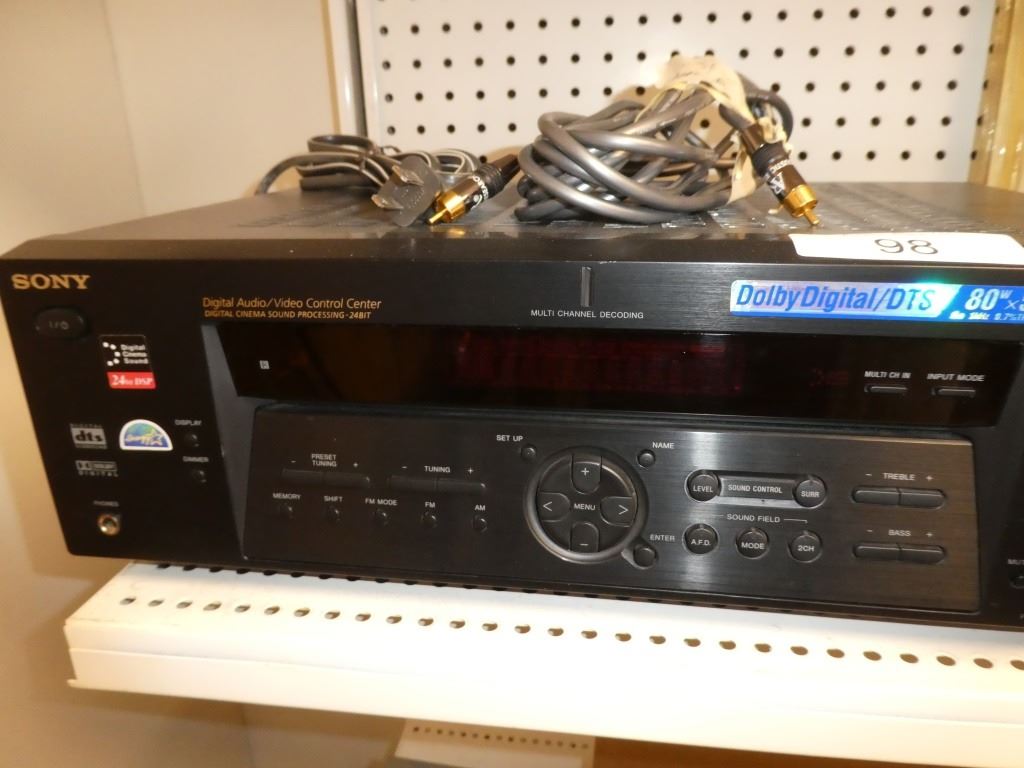 98
SONY
I/⏻
Digital Audio/Video Control Center
DIGITAL CINEMA SOUND PROCESSING-24BIT
MULTI CHANNEL DECODING
DolbyDigital/DTS
80W
Digital
Cinema
Sound
24bit DSP
MULTI CH IN
INPUT MODE
DIGITAL
dts
DISPLAY
DIMMER
DIGITAL
PHONES
PRESET
TUNING
- +
- TUNING +
MEMORY
SHIFT
FM MODE
FM
AM
SET UP
NAME
+
< MENU >
-
ENTER
LEVEL
SOUND CONTROL
SURR
SOUND FIELD
A.F.D.
MODE
2CH
- TREBLE +
- BASS +